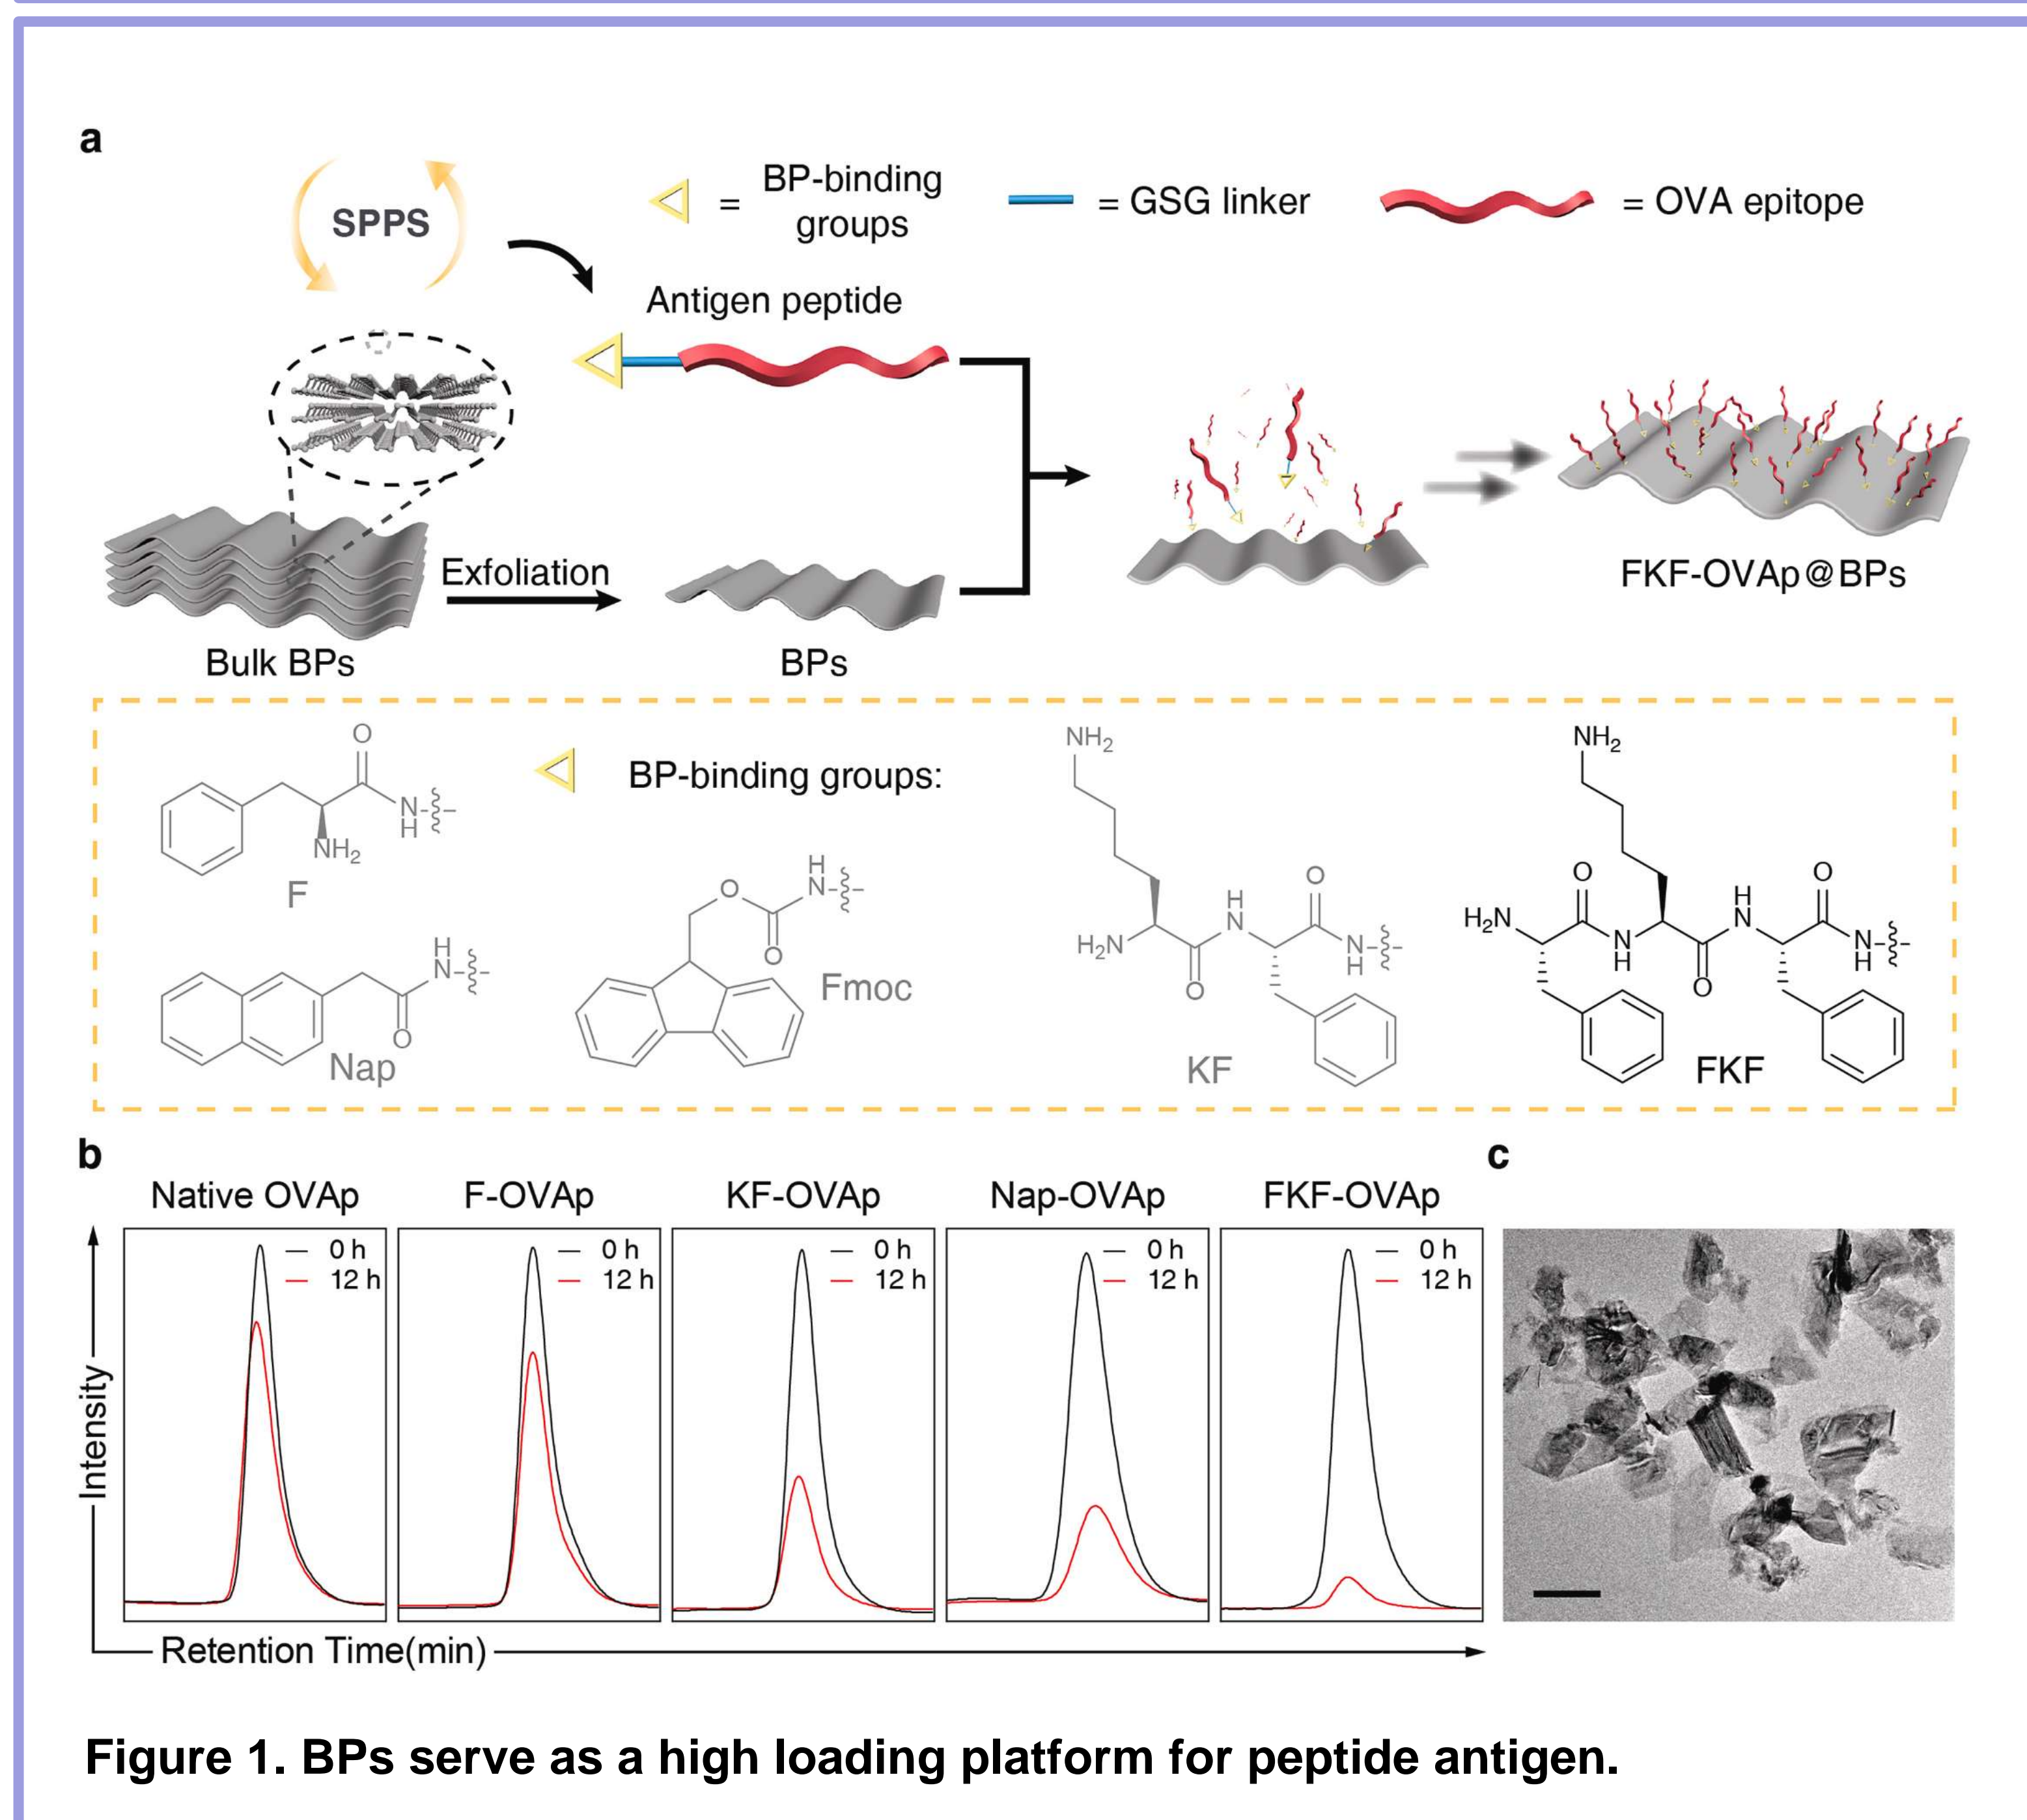 a
SPPS
= BP-binding
groups
= GSG linker
= OVA epitope
Antigen peptide
Exfoliation
Bulk BPs
BPs
FKF-OVAp@BPs
BP-binding groups:
O
N
H
NH2
F
H
N
O
Nap
H
N
O
O
Fmoc
NH2
H2N
O
H
N
O
N
H
KF
NH2
H2N
O
N
H
O
H
N
O
N
H
FKF
b
Native OVAp
F-OVAp
KF-OVAp
Nap-OVAp
FKF-OVAp
0 h
12 h
0 h
12 h
0 h
12 h
0 h
12 h
0 h
12 h
Intensity
Retention Time(min)
c
Figure 1. BPs serve as a high loading platform for peptide antigen.